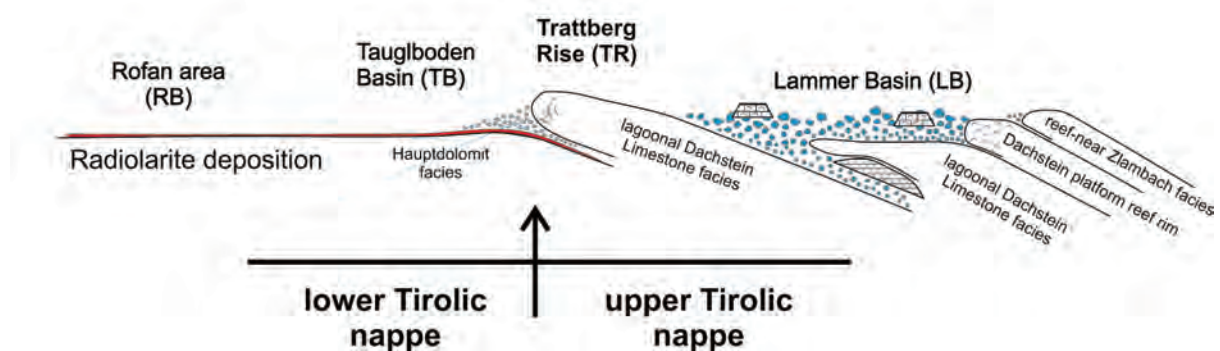 Rofan area
(RB)
Tauglboden
Basin (TB)
Trattberg
Rise (TR)
Lammer Basin (LB)
Radiolarite deposition
Hauptdolomit
facies
lagoonal Dachstein
Limestone facies
lagoonal Dachstein
Limestone facies
Dachstein platform reef rim
reef-near Zlambach facies
lower Tirolic
nappe
upper Tirolic
nappe